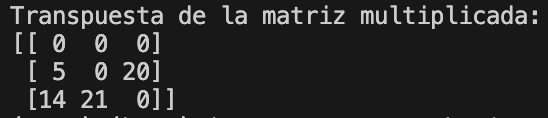 Transpuesta de la matriz multiplicada:
[[ 0  0  0]
 [ 5  0 20]
 [14 21  0]]